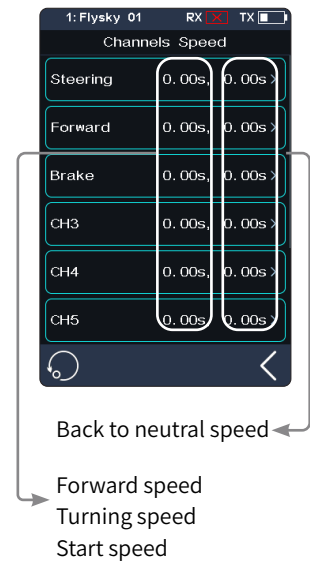 1: Flysky 01 RX TX
Channels Speed
Steering 0.00s, 0.00s >
Forward 0.00s, 0.00s >
Brake 0.00s, 0.00s >
CH3 0.00s, 0.00s >
CH4 0.00s, 0.00s >
CH5 0.00s, 0.00s >
Back to neutral speed
Forward speed
Turning speed
Start speed